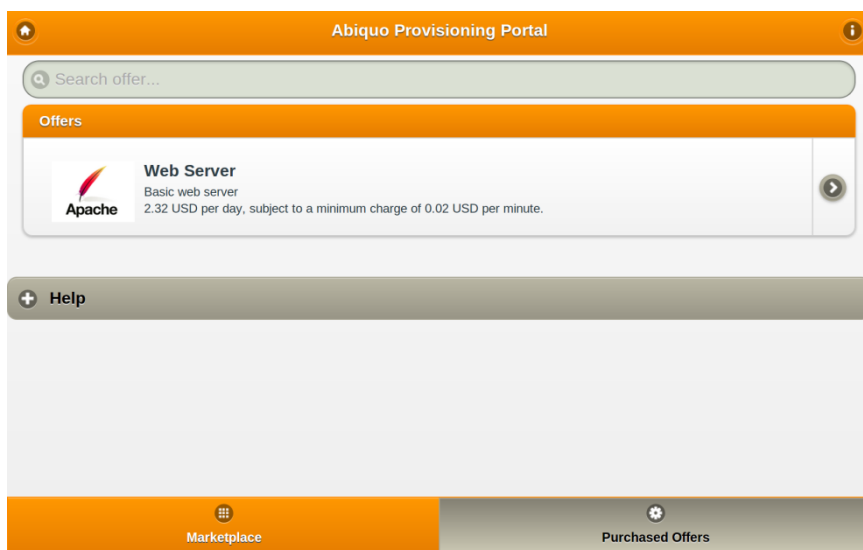 Abiquo Provisioning Portal
Search offer...
Offers
Web Server
Basic web server
2.32 USD per day, subject to a minimum charge of 0.02 USD per minute.
Apache
Help
Marketplace
Purchased Offers